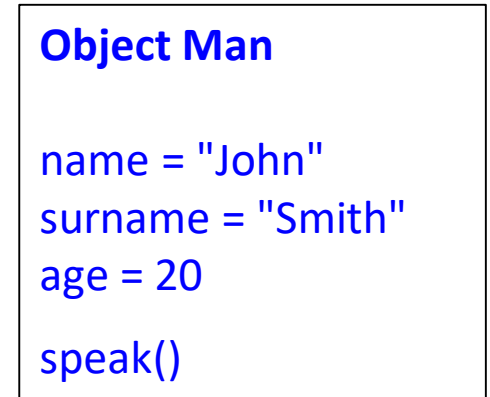 Object Man
name = "John"
surname = "Smith"
age = 20
speak()